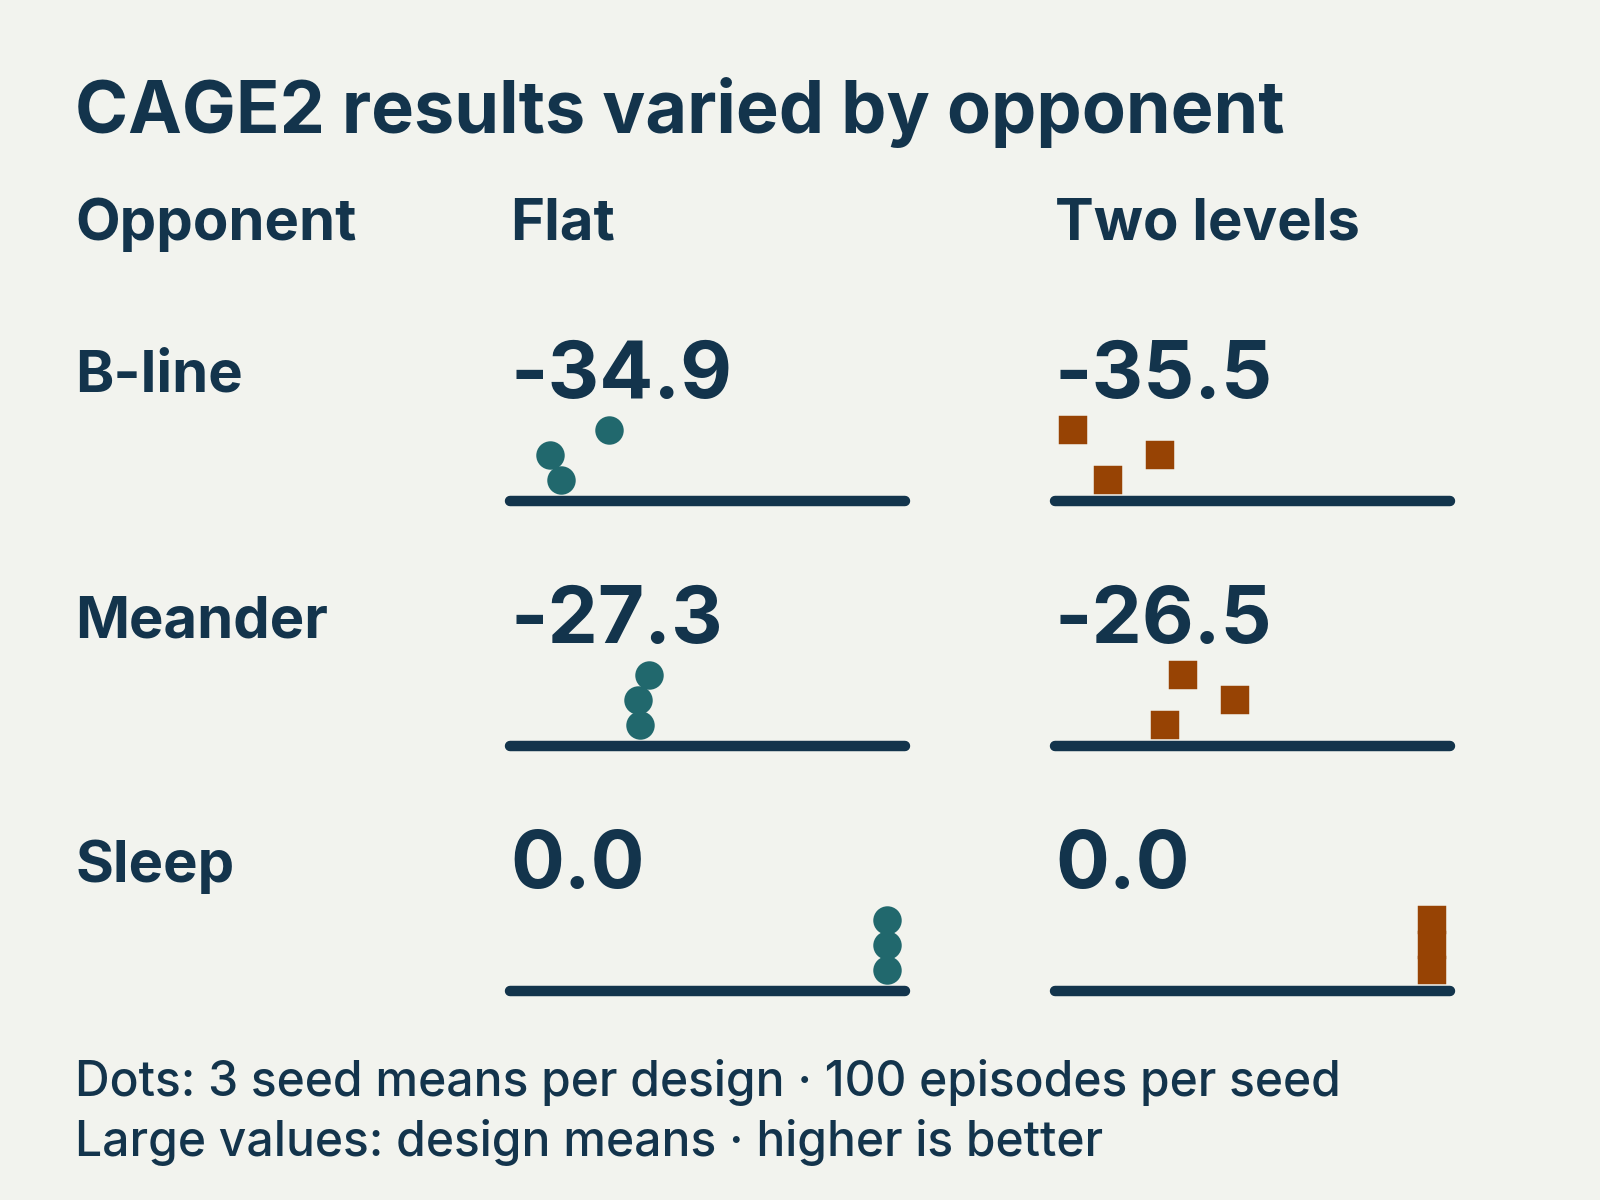 CAGE2 results varied by opponent
Opponent Flat Two levels
B-line -34.9 -35.5
Meander -27.3 -26.5
Sleep 0.0 0.0
Dots: 3 seed means per design · 100 episodes per seed
Large values: design means · higher is better